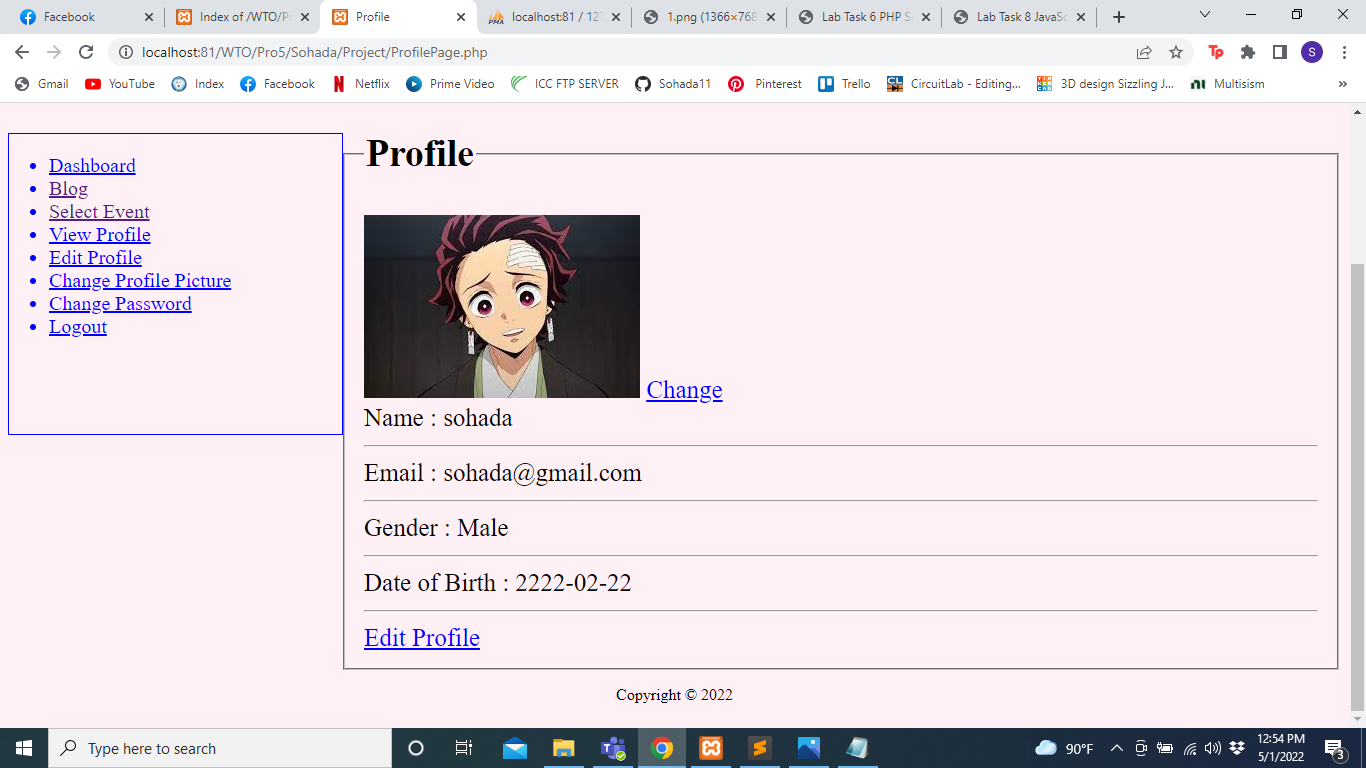 Facebook
Index of /WTO/Pr
Profile
localhost:81 / 127
1.png (1366×768
Lab Task 6 PHP S
Lab Task 8 JavaSc
localhost:81/WTO/Pro5/Sohada/Project/ProfilePage.php
Tp
S
Gmail
YouTube
Index
Facebook
Netflix
Prime Video
ICC FTP SERVER
Sohada11
Pinterest
Trello
CircuitLab - Editing...
3D design Sizzling J...
Multisism
Dashboard
Blog
Select Event
View Profile
Edit Profile
Change Profile Picture
Change Password
Logout
Profile
Change
Name : sohada
Email : sohada@gmail.com
Gender : Male
Date of Birth : 2222-02-22
Edit Profile
Copyright © 2022
Type here to search
90°F
12:54 PM
5/1/2022
3